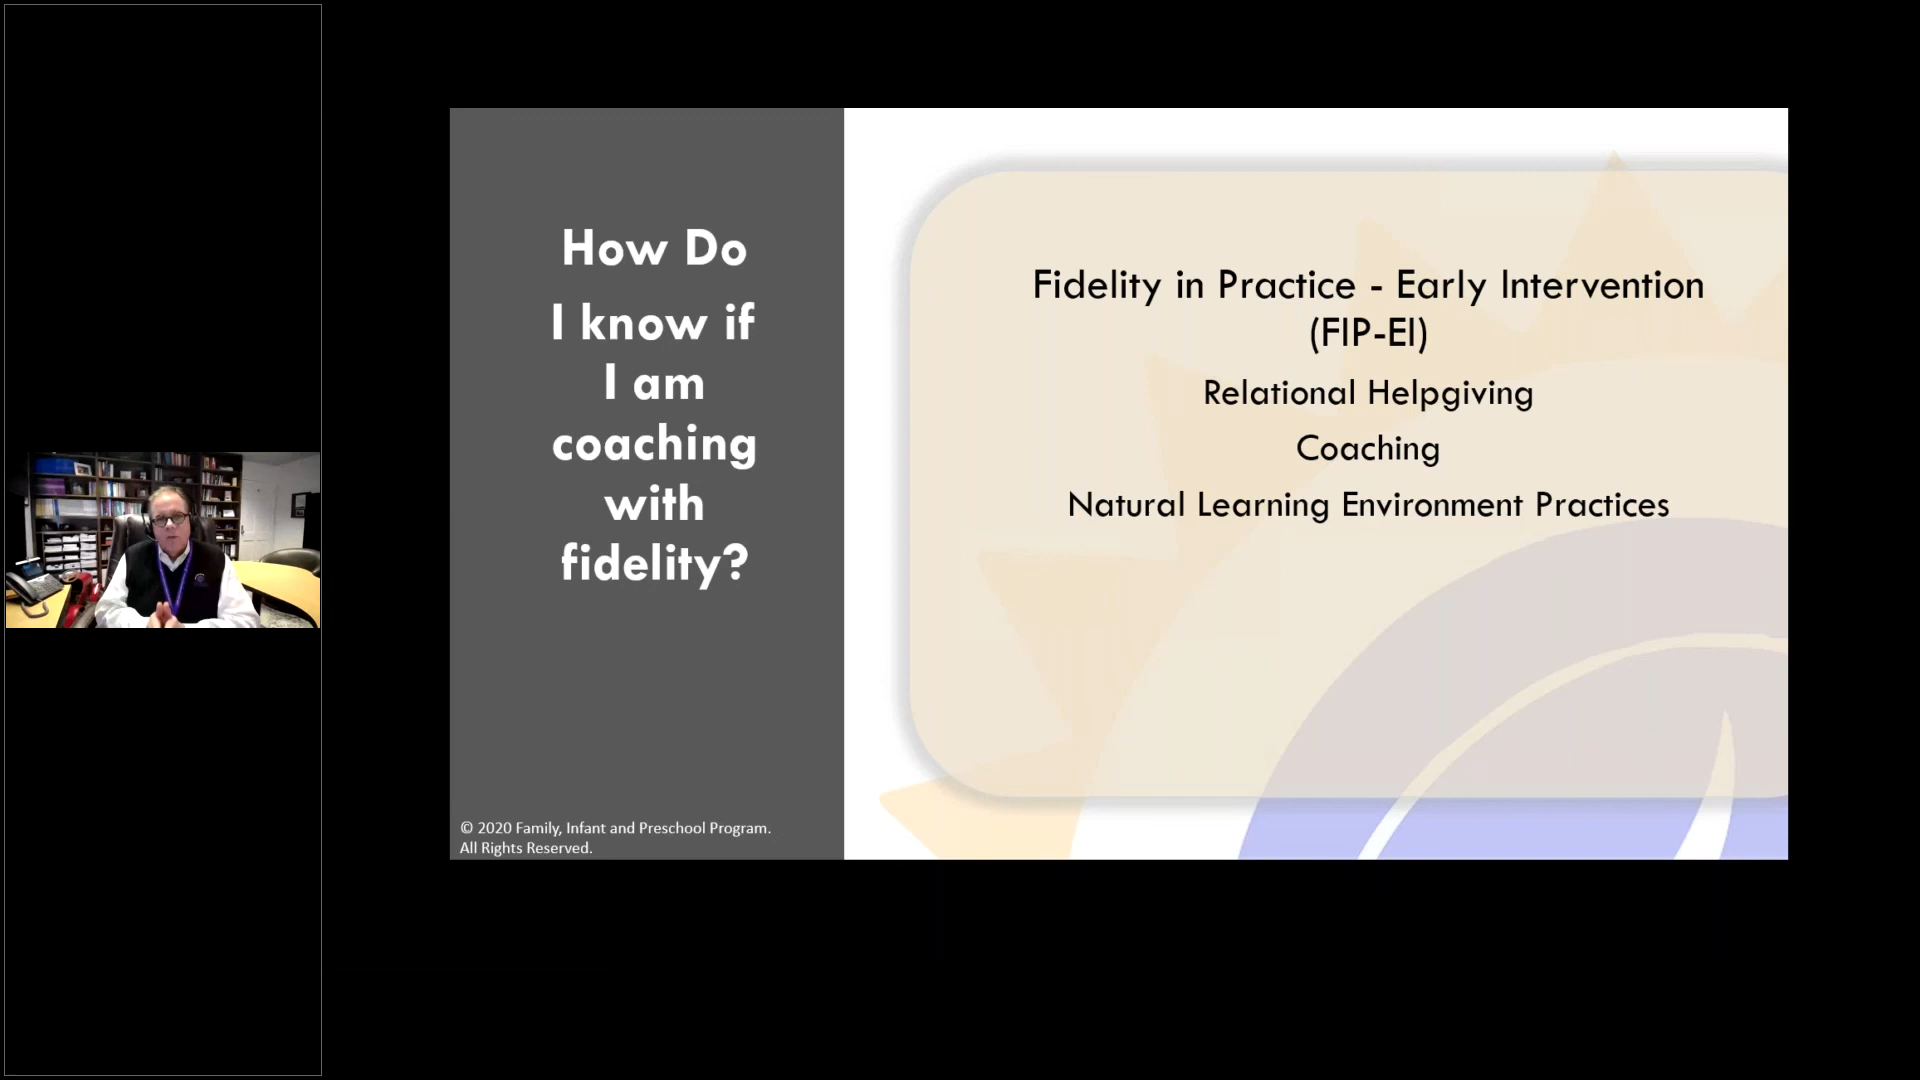 How Do
I know if
I am
coaching
with
fidelity?
© 2020 Family, Infant and Preschool Program.
All Rights Reserved.
Fidelity in Practice - Early Intervention
(FIP-EI)
Relational Helpgiving
Coaching
Natural Learning Environment Practices